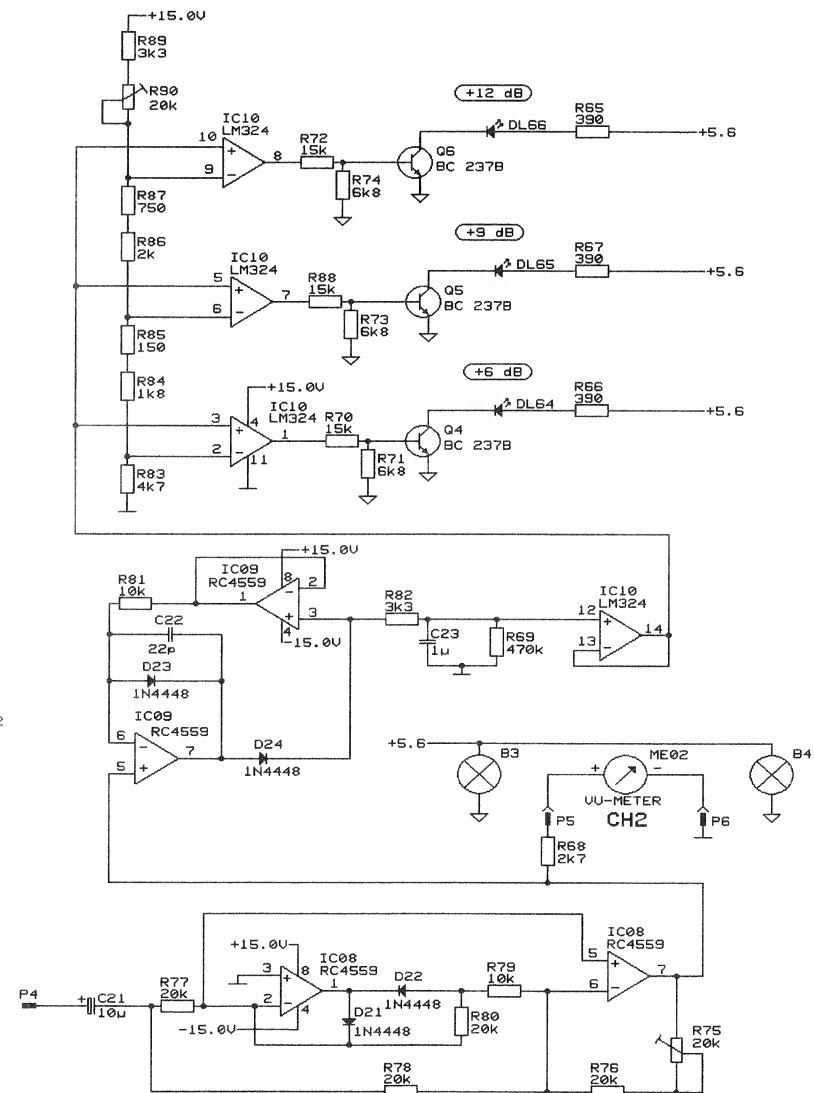 +15.0V
R89
3k3
R90
20k
+12 dB
IC10
LM324
10
9
8
R72
15k
R74
6k8
Q6
BC 237B
DL66
R65
390
+5.6
R87
750
R86
2k
+9 dB
IC10
LM324
5
6
7
R88
15k
R73
6k8
Q5
BC 237B
DL65
R67
390
+5.6
R85
150
R84
1k8
+6 dB
+15.0V
IC10
LM324
3
2
4
11
1
R70
15k
R71
6k8
Q4
BC 237B
DL64
R66
390
+5.6
R83
4k7
+15.0V
IC09
RC4559
8
2
1
3
4
-15.0V
R81
10k
C22
22p
D23
1N4448
IC09
RC4559
6
5
7
D24
1N4448
R82
3k3
C23
1µ
R69
470k
IC10
LM324
12
13
14
2
+5.6
B3
ME02
+
-
VU-METER
CH2
B4
P5
P6
R68
2k7
P4
+
C21
10µ
R77
20k
+15.0V
IC08
RC4559
3
8
1
2
4
-15.0V
D22
1N4448
D21
1N4448
R80
20k
R79
10k
IC08
RC4559
5
6
7
R75
20k
R78
20k
R76
20k